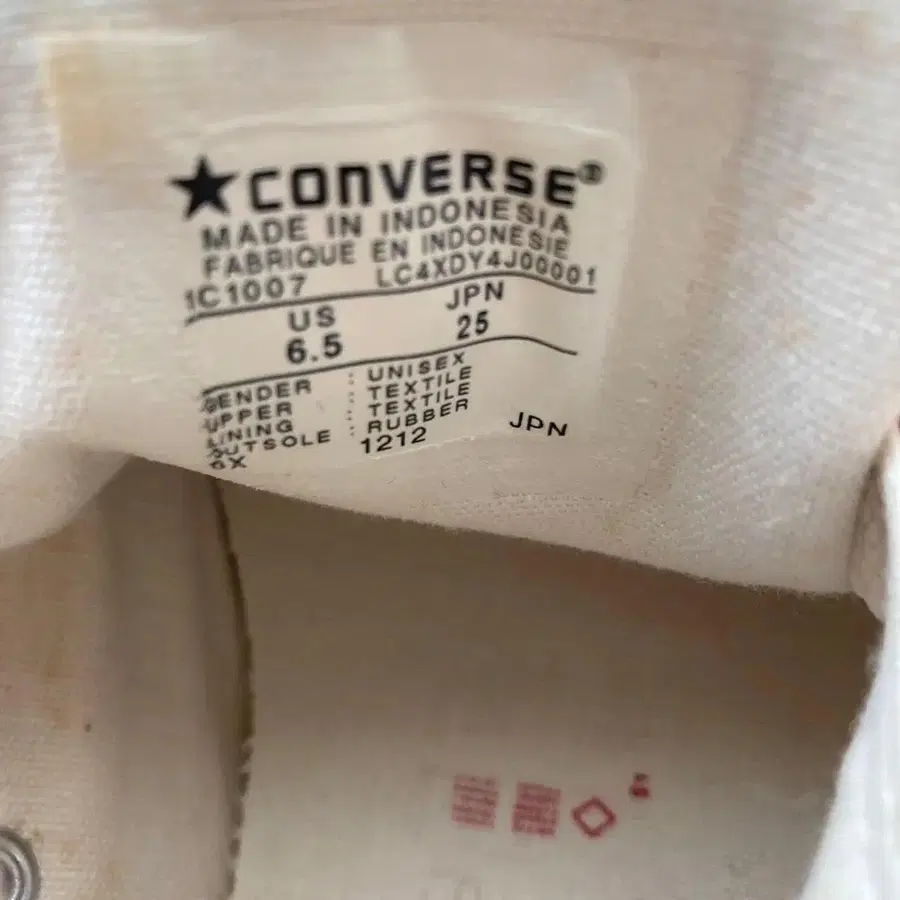 ★CONVERSE®
MADE IN INDONESIA
FABRIQUE EN INDONESIE
1C1007 LC4XDY4J00001
US JPN
6.5 25
GENDER : UNISEX
UPPER : TEXTILE
LINING : TEXTILE
OUTSOLE : RUBBER
1212 JPN